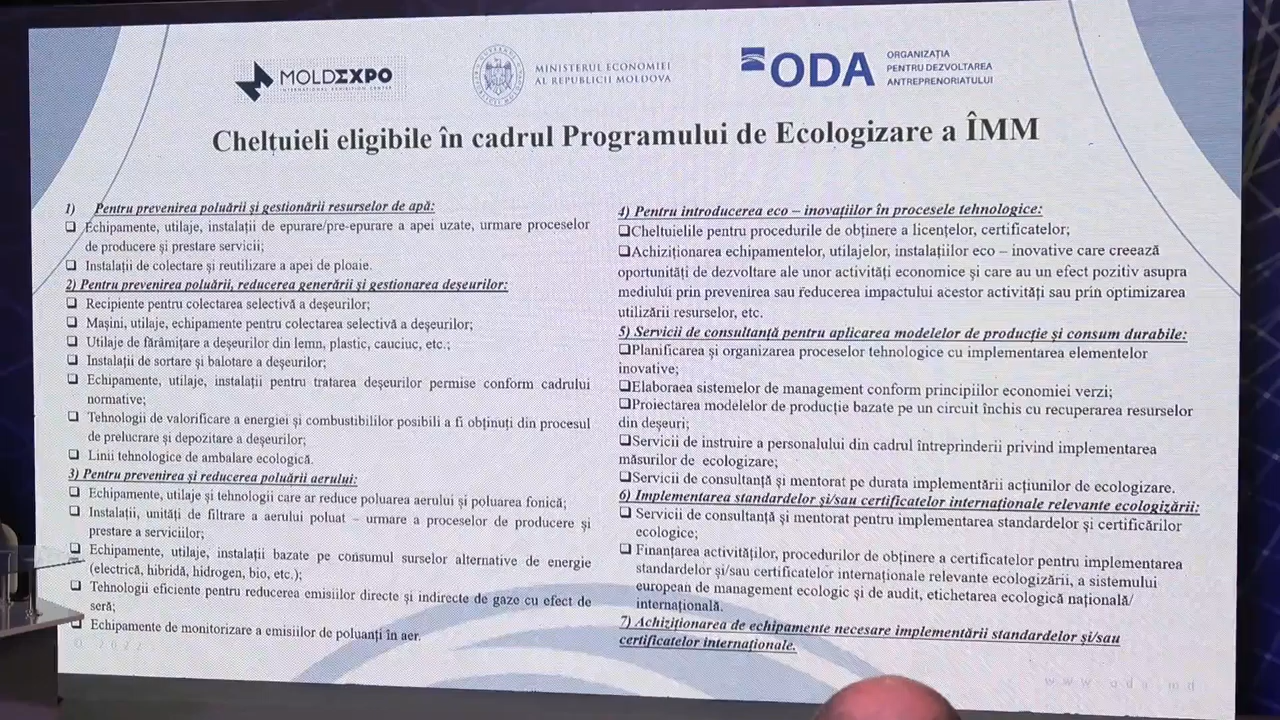 MOLDEXPO
INTERNATIONAL EXHIBITION CENTER
MINISTERUL ECONOMIEI
AL REPUBLICII MOLDOVA
ODA
ORGANIZAȚIA
PENTRU DEZVOLTAREA
ANTREPRENORIATULUI
Chelțuieli eligibile în cadrul Programului de Ecologizare a ÎMM
1) Pentru prevenirea poluării și gestionării resurselor de apă:
❑ Echipamente, utilaje, instalații de epurare/pre-epurare a apei uzate, urmare proceselor
de producere și prestare servicii;
❑ Instalații de colectare și reutilizare a apei de ploaie.
2) Pentru prevenirea poluării, reducerea generării și gestionarea deșeurilor:
❑ Recipiente pentru colectarea selectivă a deșeurilor;
❑ Mașini, utilaje, echipamente pentru colectarea selectivă a deșeurilor;
❑ Utilaje de fărâmițare a deșeurilor din lemn, plastic, cauciuc, etc.;
❑ Instalații de sortare și balotare a deșeurilor;
❑ Echipamente, utilaje, instalații pentru tratarea deșeurilor permise conform cadrului
normative;
❑ Tehnologii de valorificare a energiei și combustibililor posibili a fi obținuți din procesul
de prelucrare și depozitare a deșeurilor;
❑ Linii tehnologice de ambalare ecologică.
3) Pentru prevenirea și reducerea poluării aerului:
❑ Echipamente, utilaje și tehnologii care ar reduce poluarea aerului și poluarea fonică;
❑ Instalații, unități de filtrare a aerului poluat – urmare a proceselor de producere și
prestare a serviciilor;
❑ Echipamente, utilaje, instalații bazate pe consumul surselor alternative de energie
(electrică, hibridă, hidrogen, bio, etc.);
❑ Tehnologii eficiente pentru reducerea emisiilor directe și indirecte de gaze cu efect de
seră;
❑ Echipamente de monitorizare a emisiilor de poluanți în aer.
4) Pentru introducerea eco – inovațiilor în procesele tehnologice:
❑Cheltuielile pentru procedurile de obținere a licențelor, certificatelor;
❑Achiziționarea echipamentelor, utilajelor, instalațiilor eco – inovative care creează
oportunități de dezvoltare ale unor activități economice și care au un efect pozitiv asupra
mediului prin prevenirea sau reducerea impactului acestor activități sau prin optimizarea
utilizării resurselor, etc.
5) Servicii de consultanță pentru aplicarea modelelor de producție și consum durabile:
❑Planificarea și organizarea proceselor tehnologice cu implementarea elementelor
inovative;
❑Elaboraea sistemelor de management conform principiilor economiei verzi;
❑Proiectarea modelelor de producție bazate pe un circuit închis cu recuperarea resurselor
din deșeuri;
❑Servicii de instruire a personalului din cadrul întreprinderii privind implementarea
măsurilor de ecologizare;
❑Servicii de consultanță și mentorat pe durata implementării acțiunilor de ecologizare.
6) Implementarea standardelor și/sau certificatelor internaționale relevante ecologizării:
❑ Servicii de consultanță și mentorat pentru implementarea standardelor și certificărilor
ecologice;
❑ Finanțarea activităților, procedurilor de obținere a certificatelor pentru implementarea
standardelor și/sau certificatelor internaționale relevante ecologizării, a sistemului
european de management ecologic și de audit, etichetarea ecologică națională/
internațională.
7) Achiziționarea de echipamente necesare implementării standardelor și/sau
certificatelor internaționale.
www.oda.md